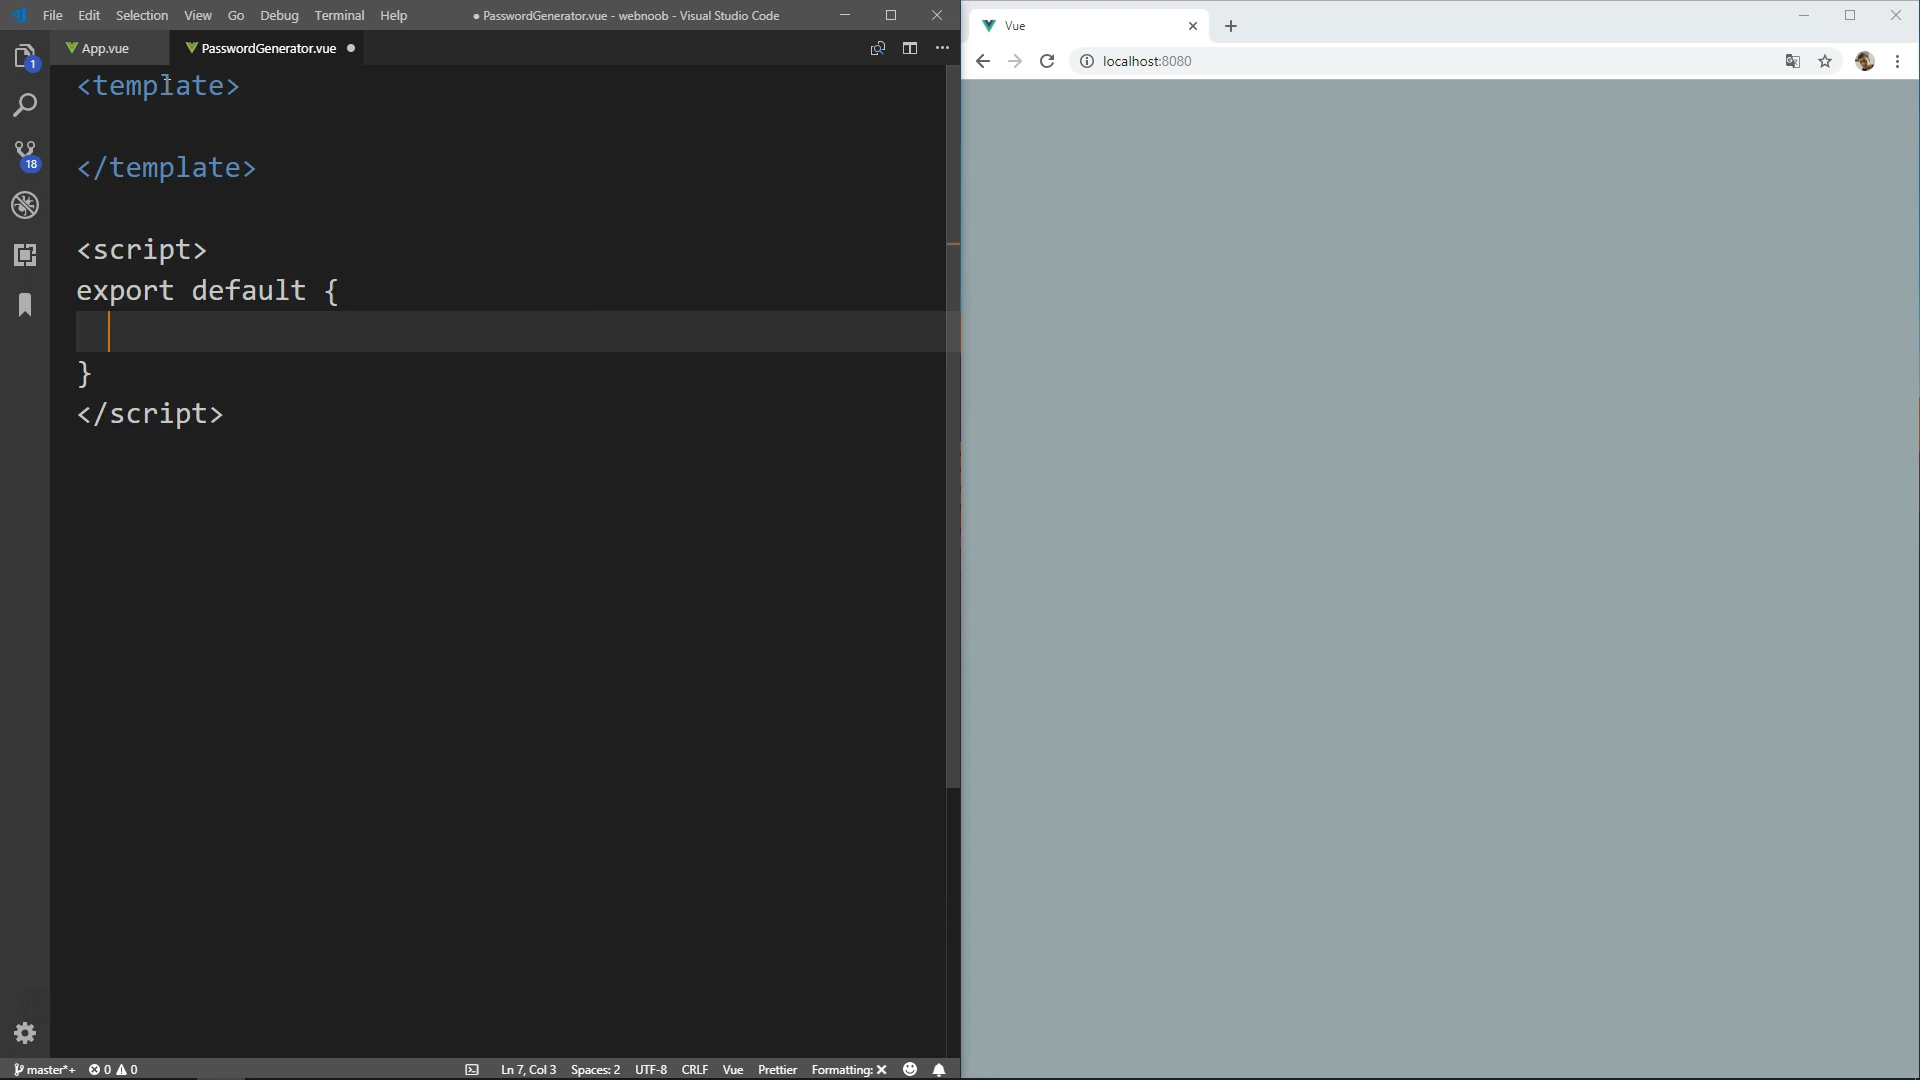 File Edit Selection View Go Debug Terminal Help
● PasswordGenerator.vue - webnoob - Visual Studio Code
App.vue
PasswordGenerator.vue ●
Vue
localhost:8080
1
18
<template>
</template>
<script>
export default {
}
</script>
master*+ 0 0
Ln 7, Col 3 Spaces: 2 UTF-8 CRLF Vue Prettier Formatting: ✕